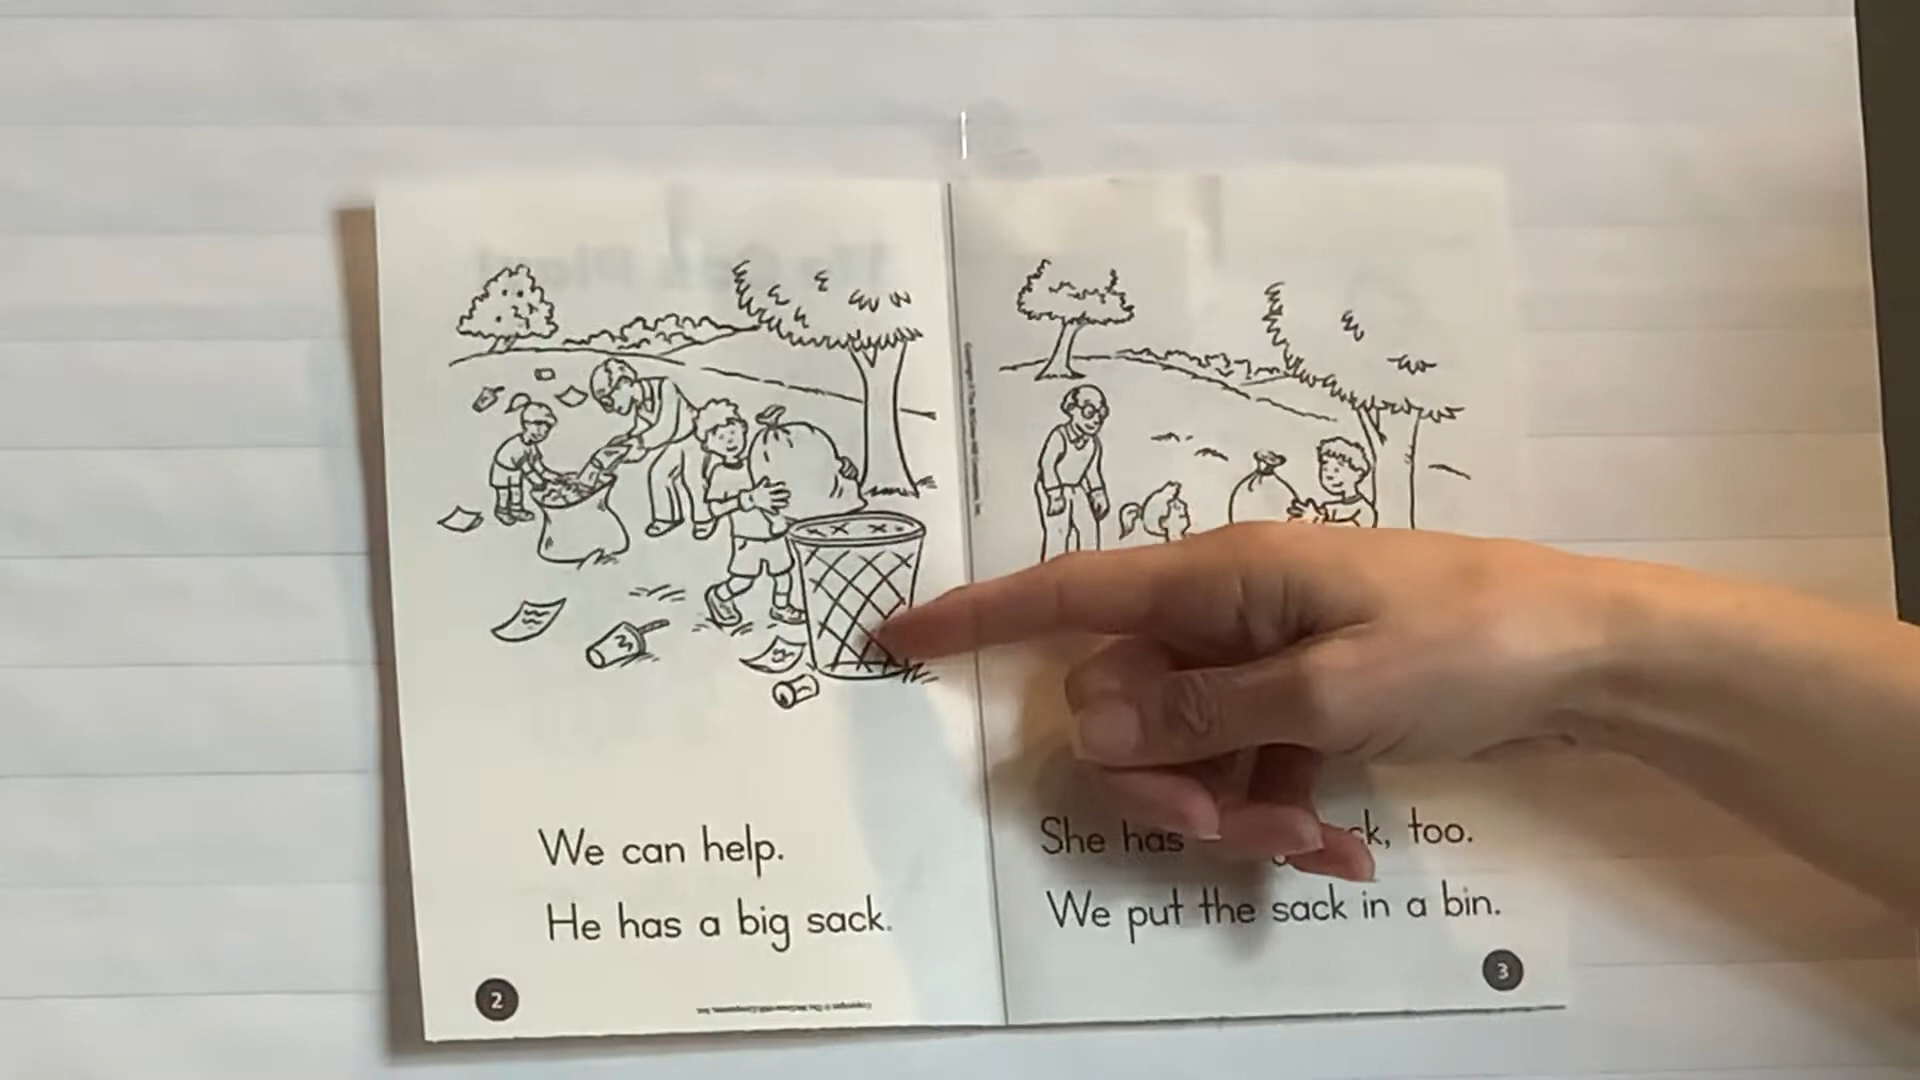 We can help.
He has a big sack.
2
She has ck, too.
We put the sack in a bin.
3